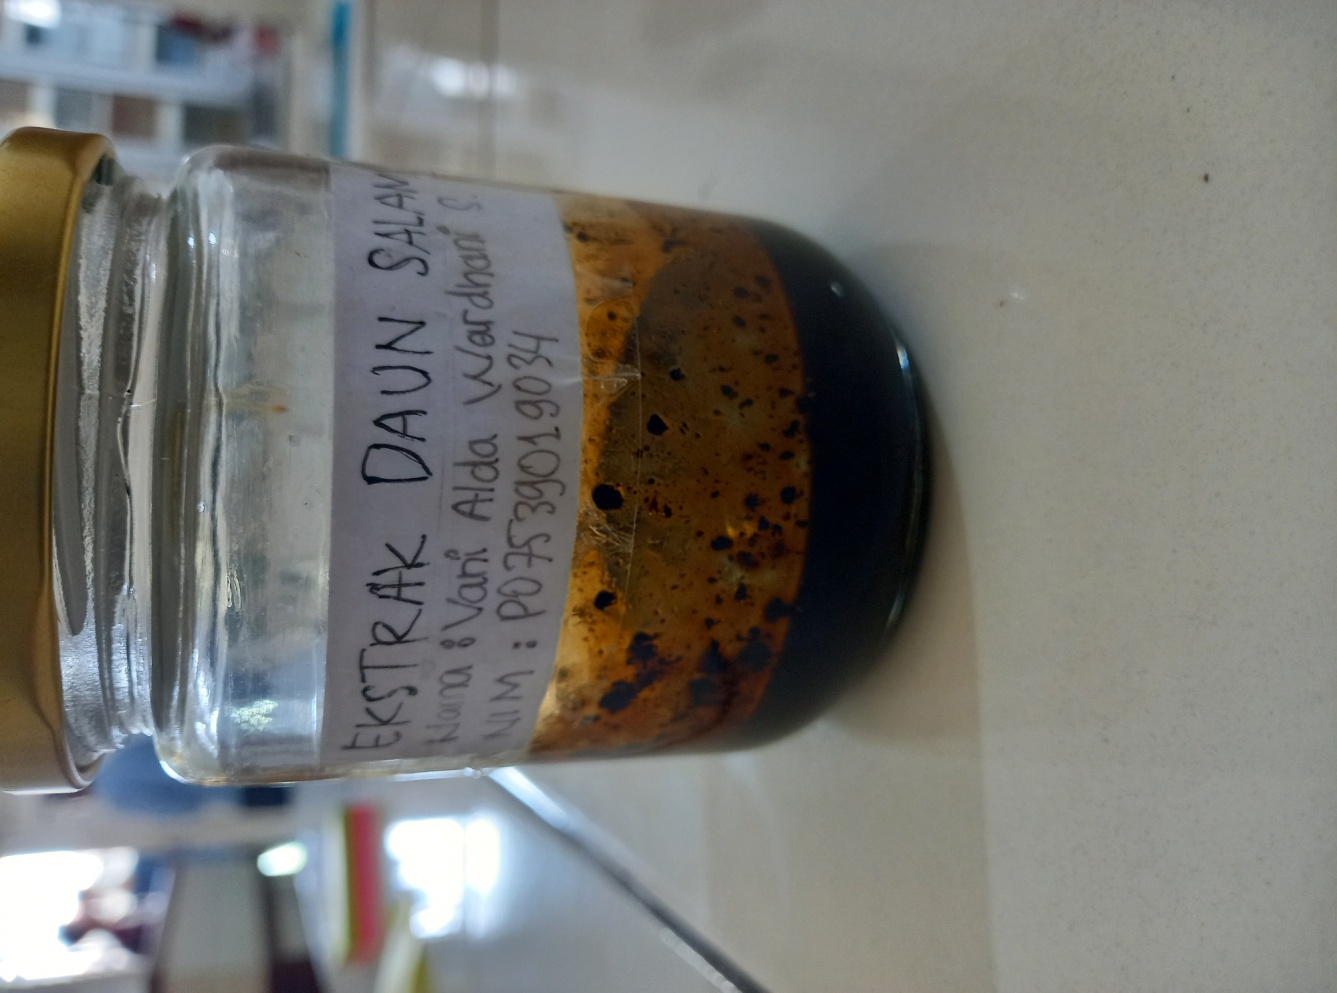 EKSTRAK DAUN SALAM
Nama : Vani Alda Wardhani S.
NIM : P07539019034